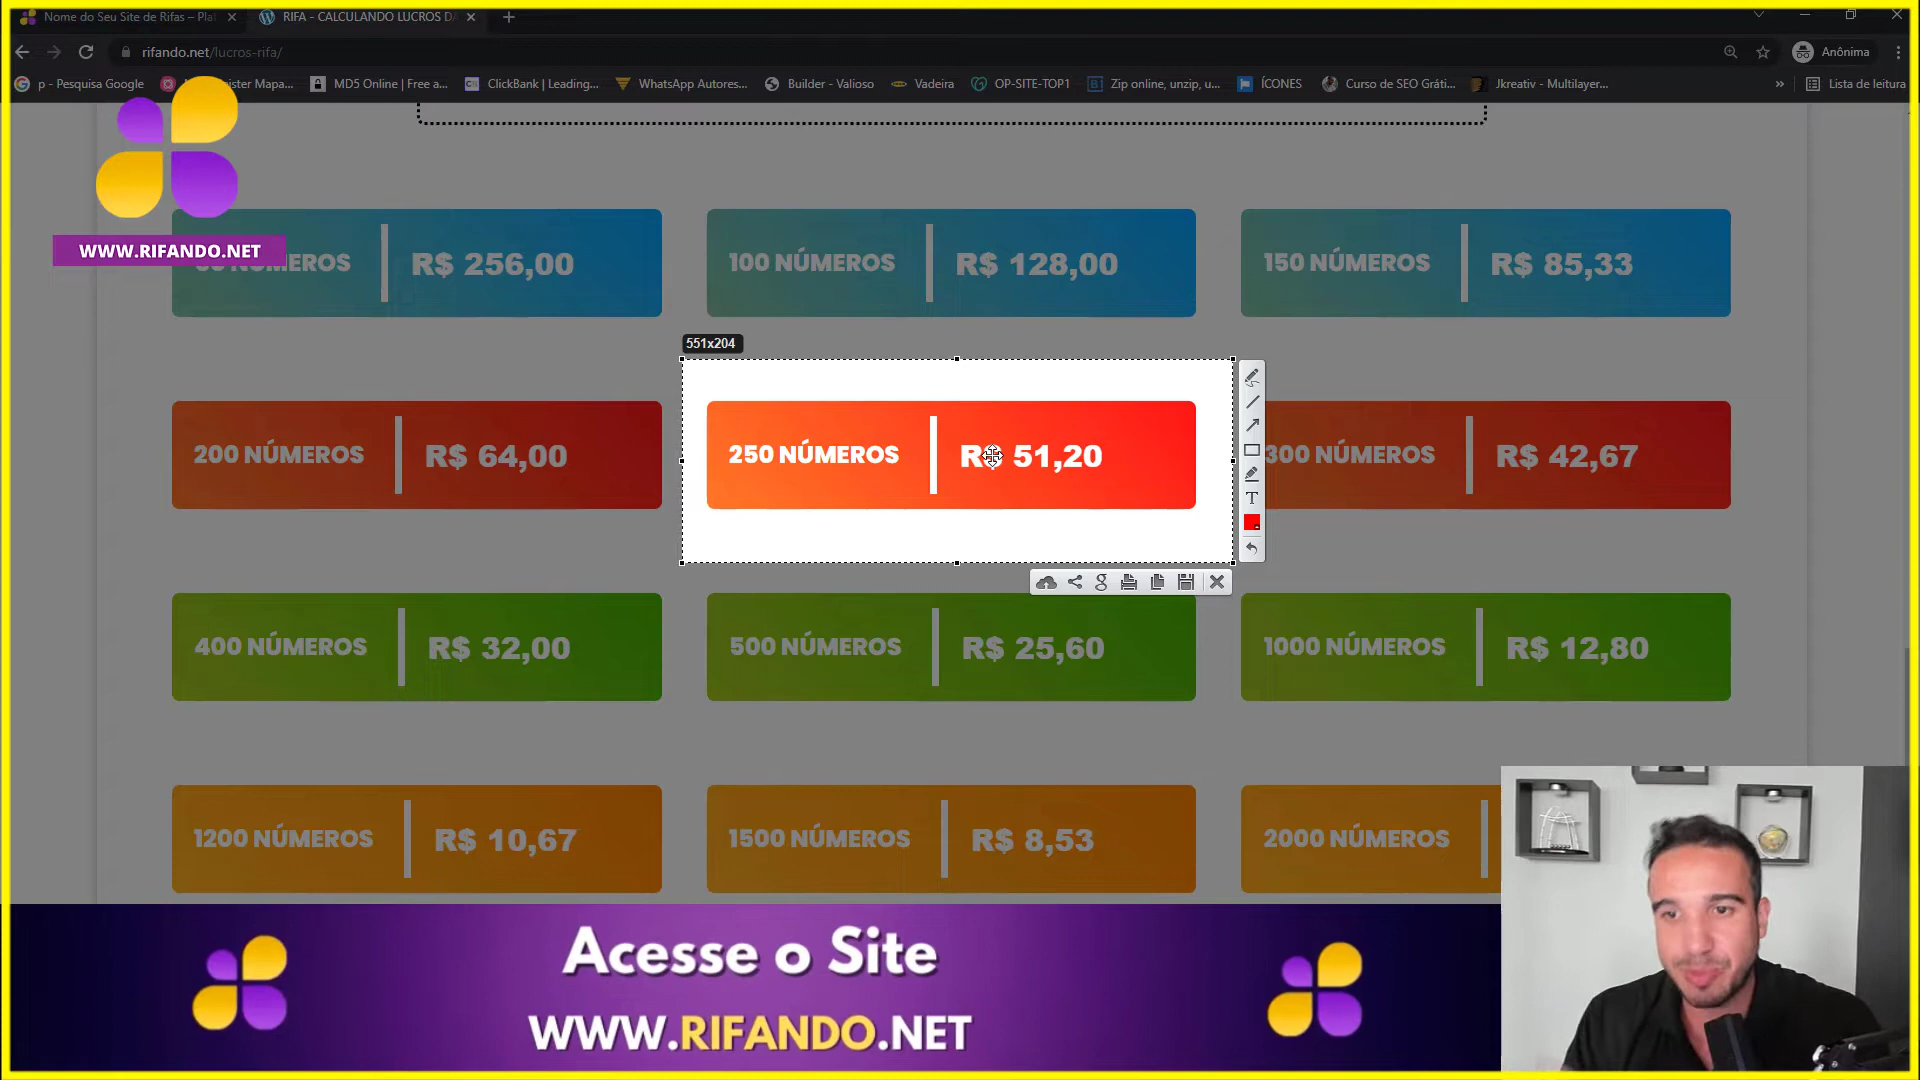 Nome do Seu Site de Rifas – Pla
RIFA - CALCULANDO LUCROS DA
rifando.net/lucros-rifa/
Anônima
p - Pesquisa Google
MD5 Online | Free a...
ClickBank | Leading...
WhatsApp Autores...
Builder - Valioso
Vadeira
OP-SITE-TOP1
Zip online, unzip, u...
ÍCONES
Curso de SEO Gráti...
Jkreativ - Multilayer...
Lista de leitura
WWW.RIFANDO.NET
R$ 256,00
100 NÚMEROS R$ 128,00
150 NÚMEROS R$ 85,33
551x204
200 NÚMEROS R$ 64,00
250 NÚMEROS R$ 51,20
300 NÚMEROS R$ 42,67
400 NÚMEROS R$ 32,00
500 NÚMEROS R$ 25,60
1000 NÚMEROS R$ 12,80
1200 NÚMEROS R$ 10,67
1500 NÚMEROS R$ 8,53
2000 NÚMEROS
Acesse o Site
WWW.RIFANDO.NET